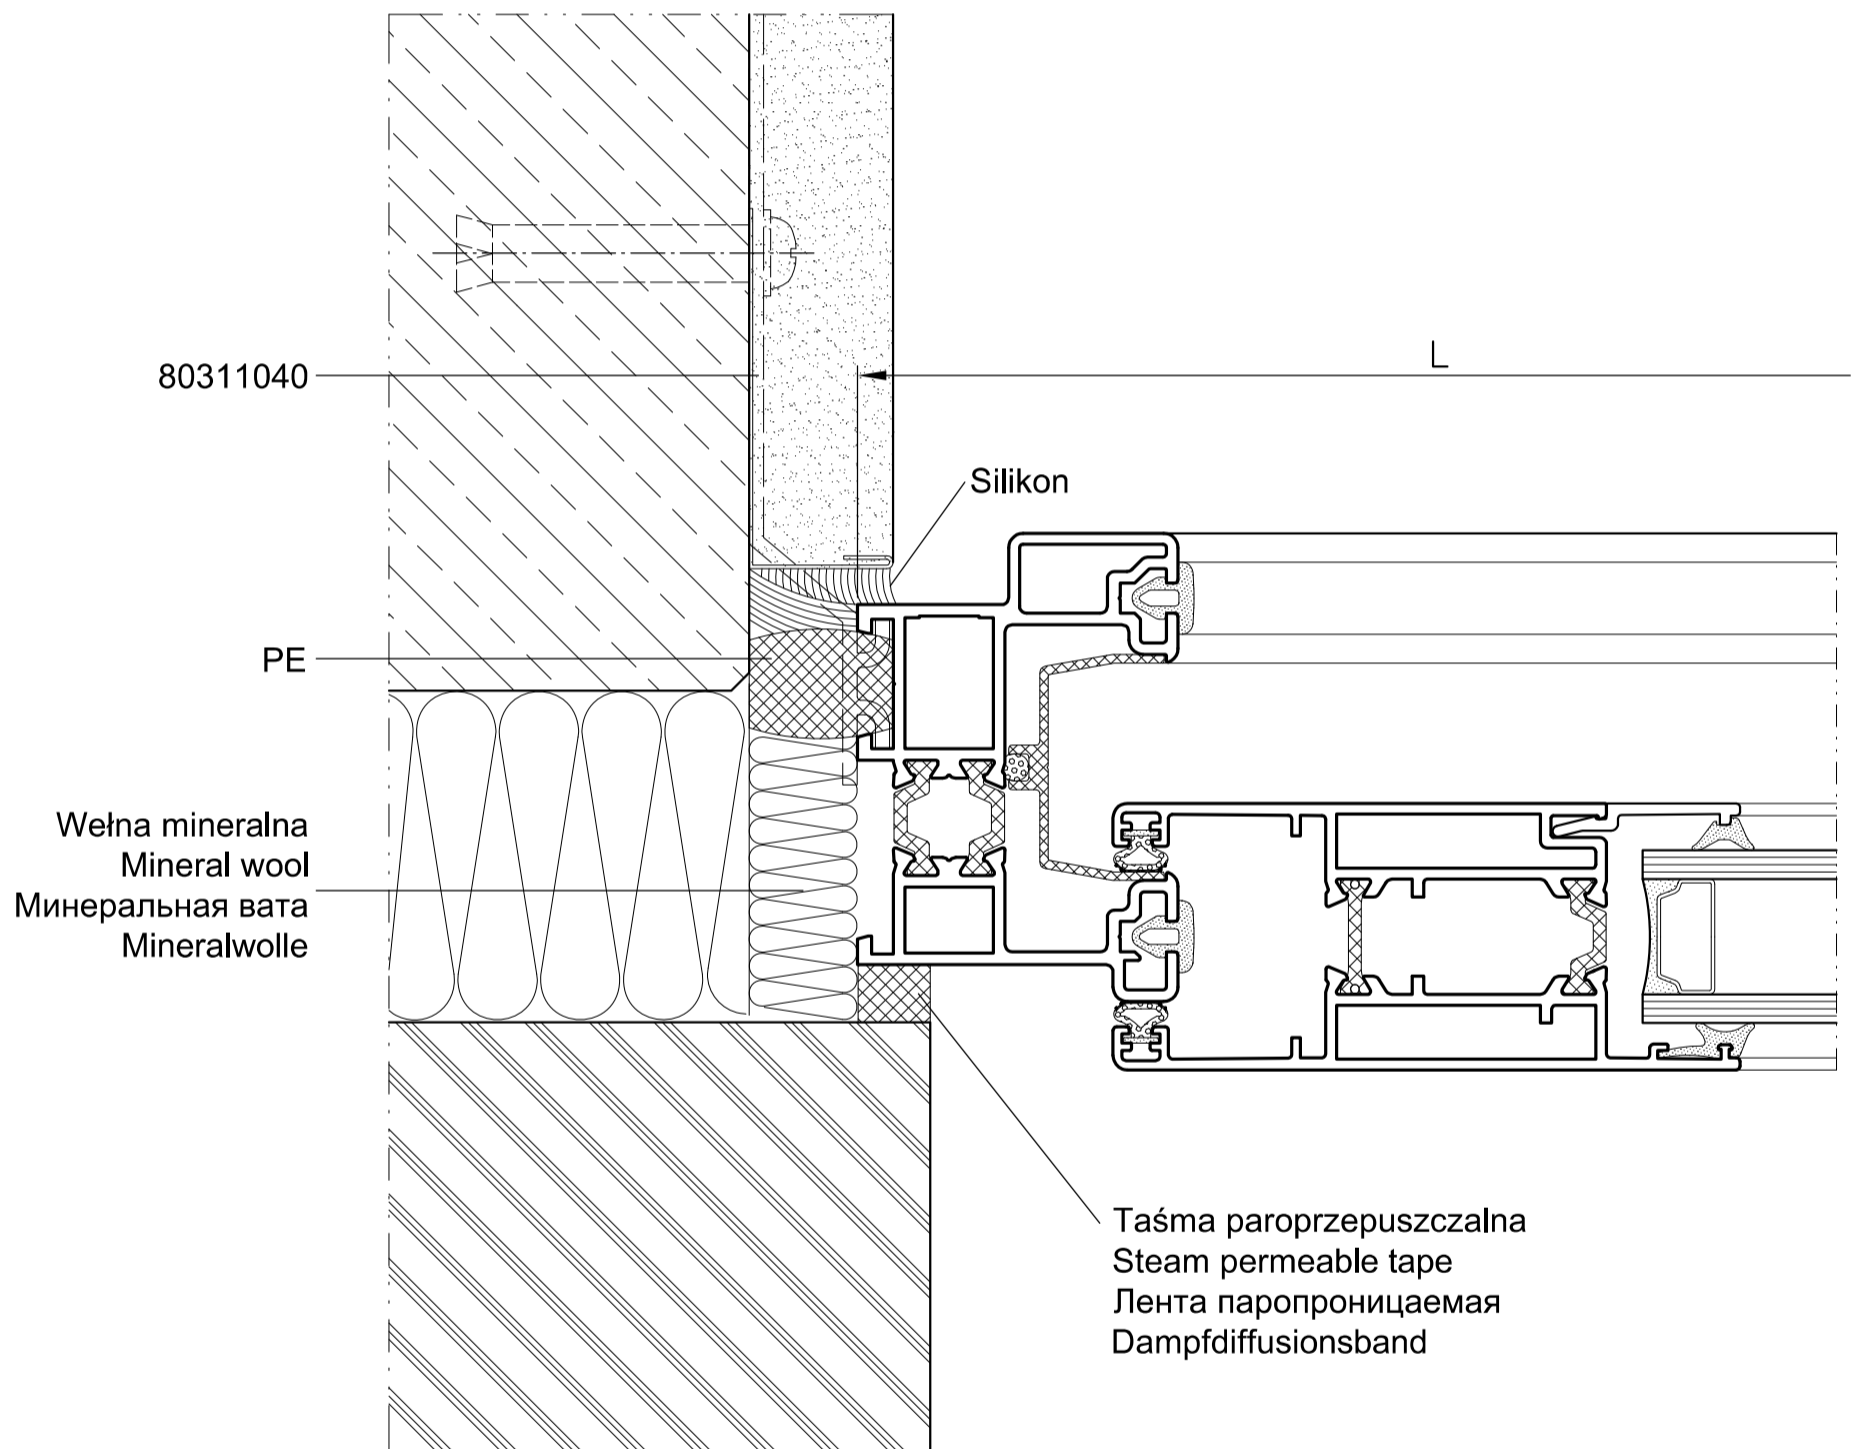 80311040
L
Silikon
PE
Wełna mineralna
Mineral wool
Минеральная вата
Mineralwolle
Taśma paroprzepuszczalna
Steam permeable tape
Лента паропроницаемая
Dampfdiffusionsband